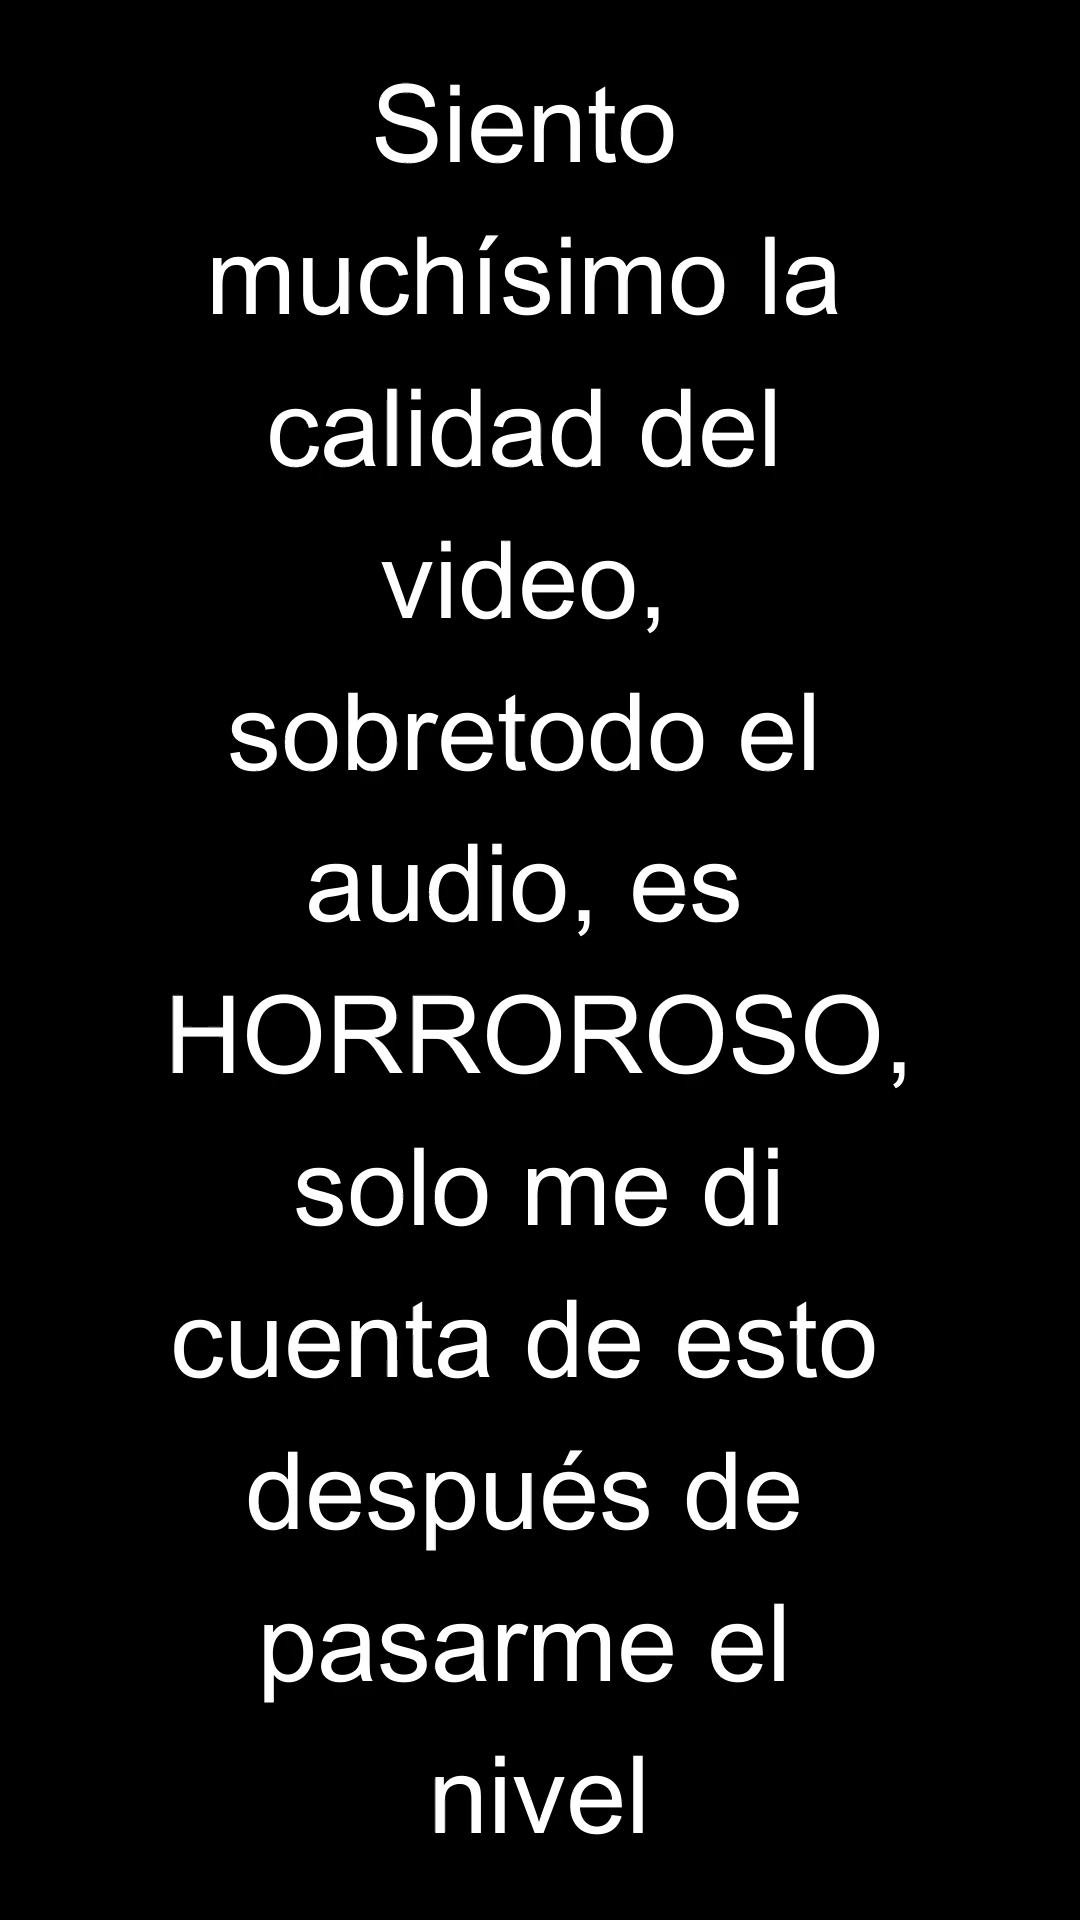 Siento
muchísimo la
calidad del
video,
sobretodo el
audio, es
HORROROSO,
solo me di
cuenta de esto
después de
pasarme el
nivel